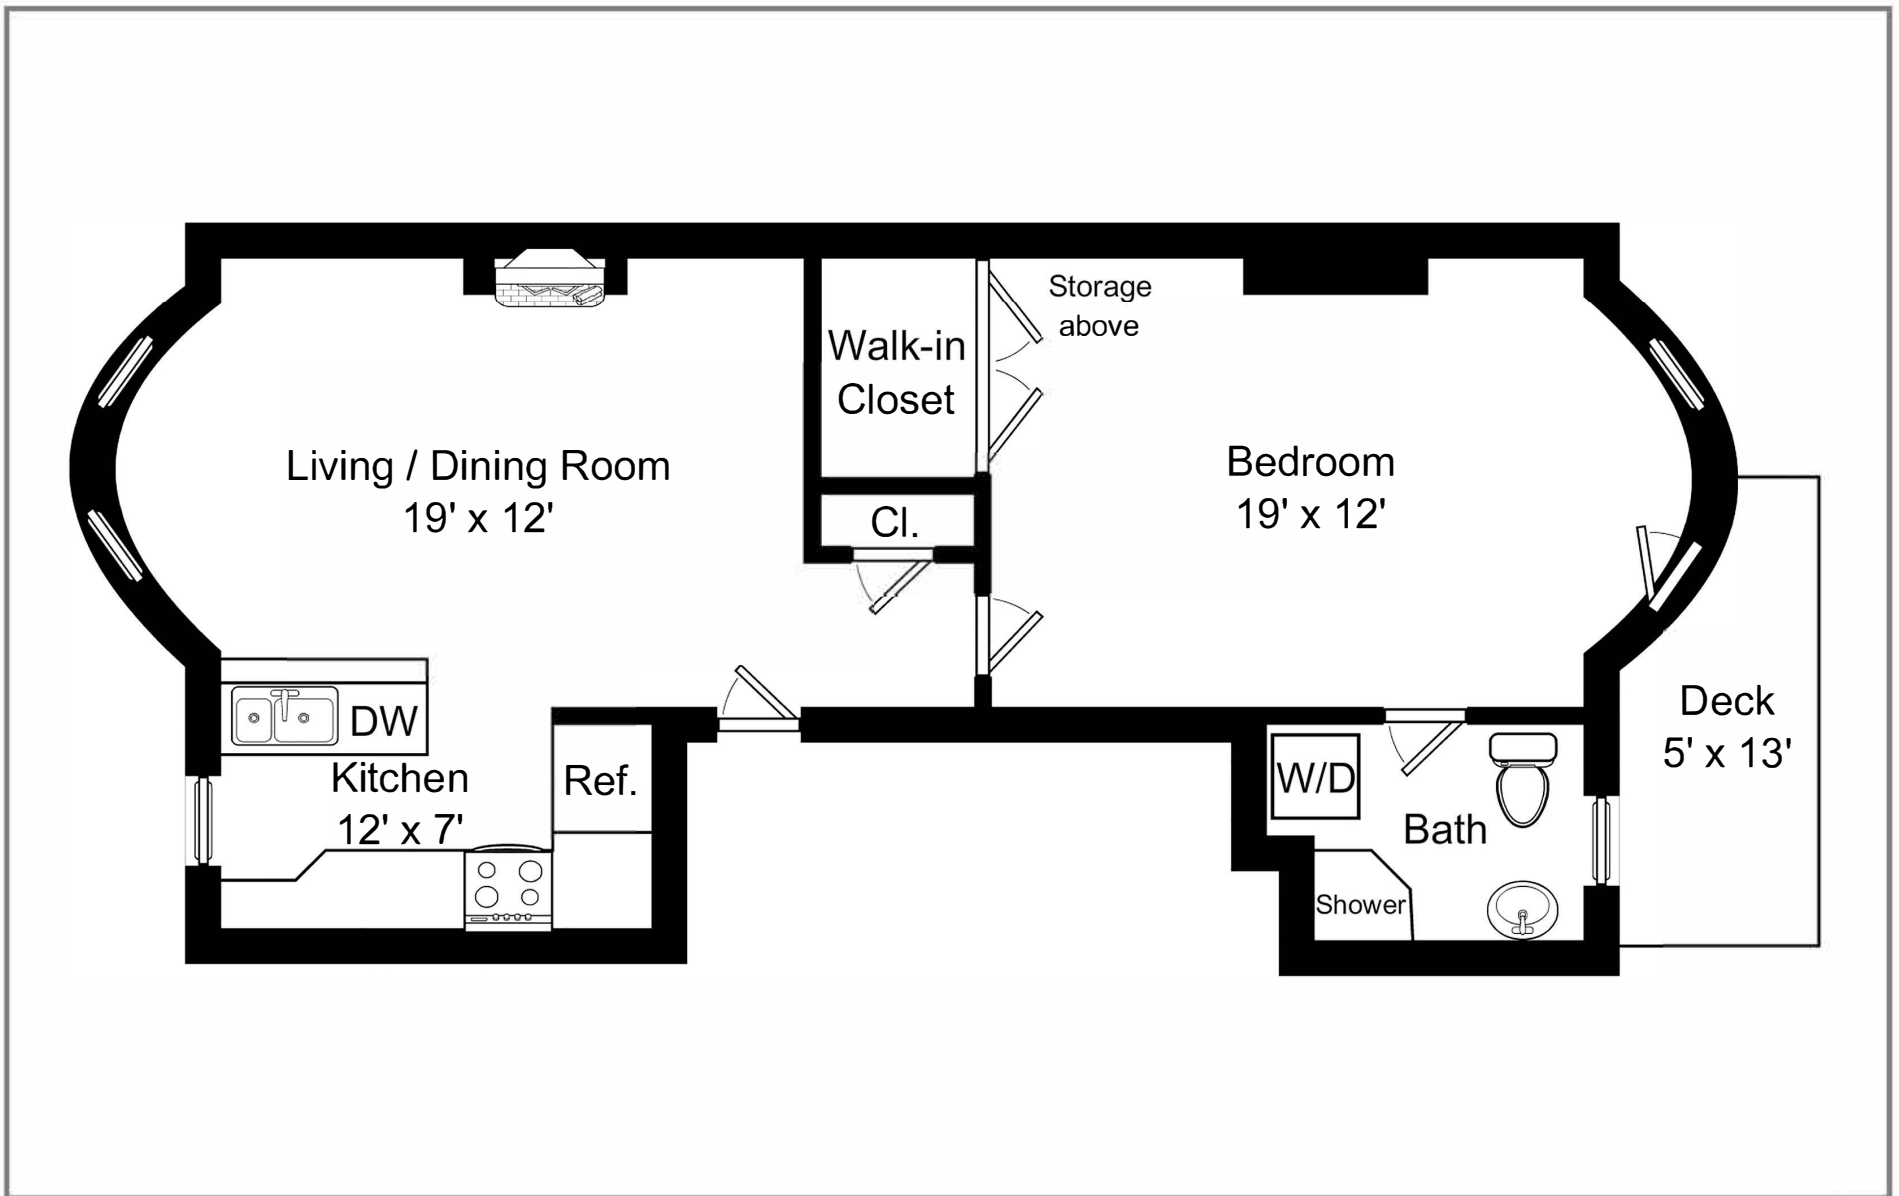 Storage
above
Walk-in
Closet
Living / Dining Room
19' x 12'
Cl.
Bedroom
19' x 12'
DW
Kitchen
12' x 7'
Ref.
W/D
Bath
Shower
Deck
5' x 13'